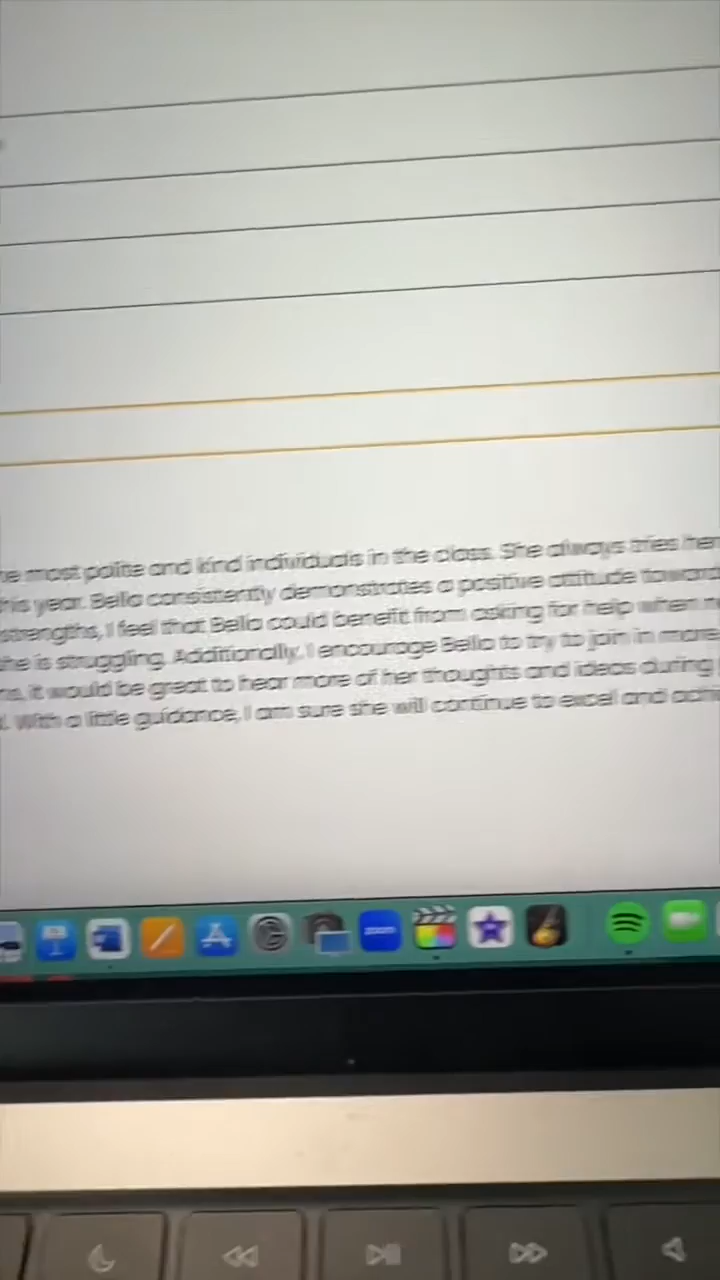 most polite and kind individuals in the class. She always tries her
his year. Bella consistently demonstrates a positive attitude toward
strengths, I feel that Bella could benefit from asking for help when
she is struggling. Additionally, I encourage Bella to try to join in more
it would be great to hear more of her thoughts and ideas during
With a little guidance, I am sure she will continue to excel and
zoom